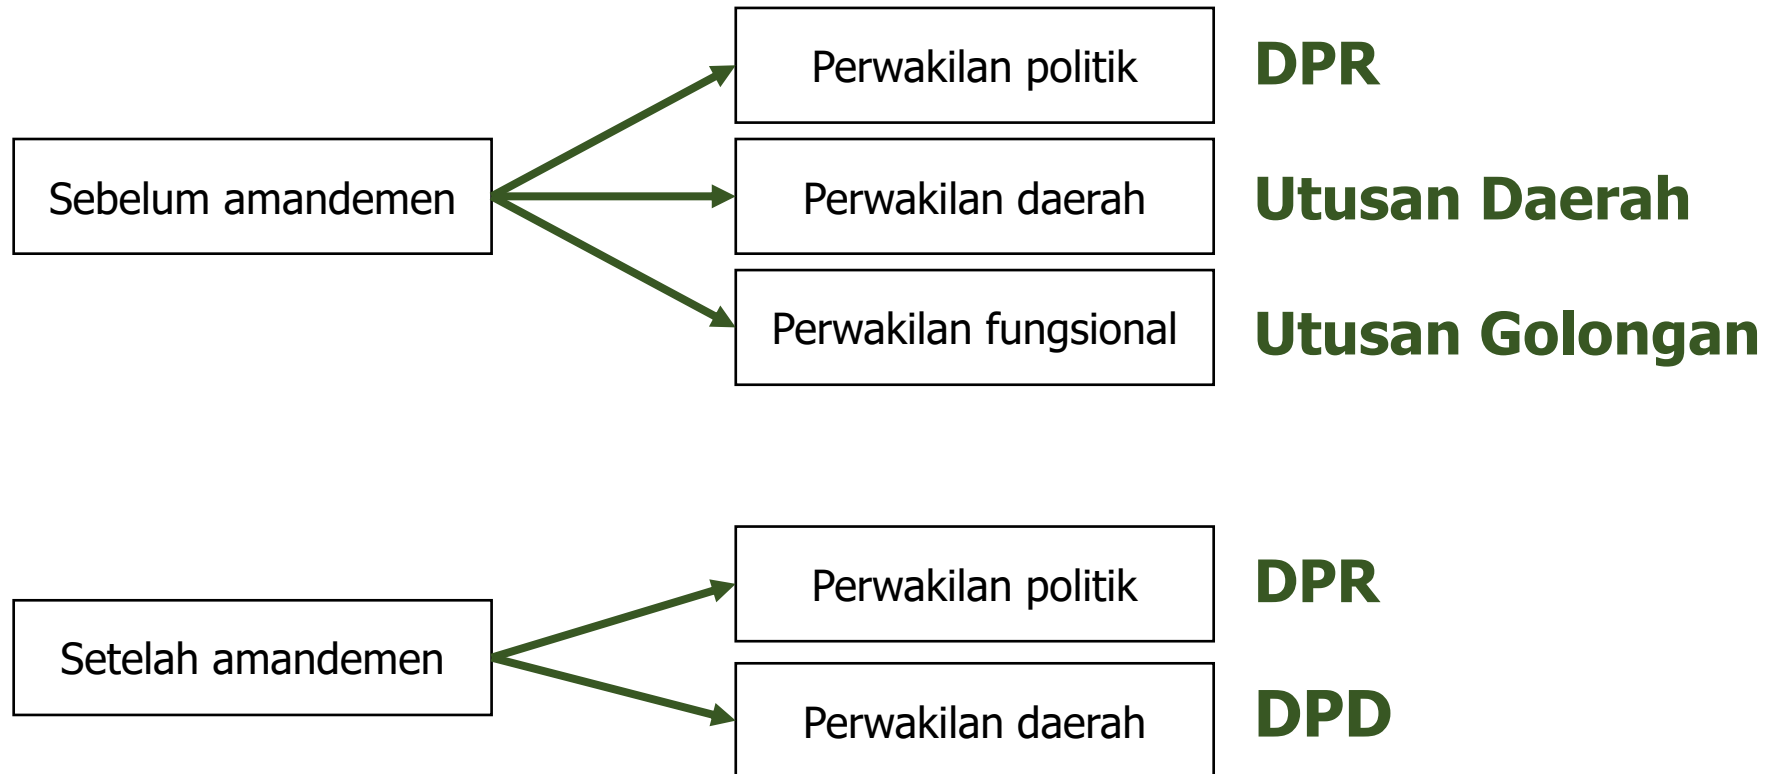 Perwakilan politik DPR
Sebelum amandemen Perwakilan daerah Utusan Daerah
Perwakilan fungsional Utusan Golongan
Perwakilan politik DPR
Setelah amandemen
Perwakilan daerah DPD